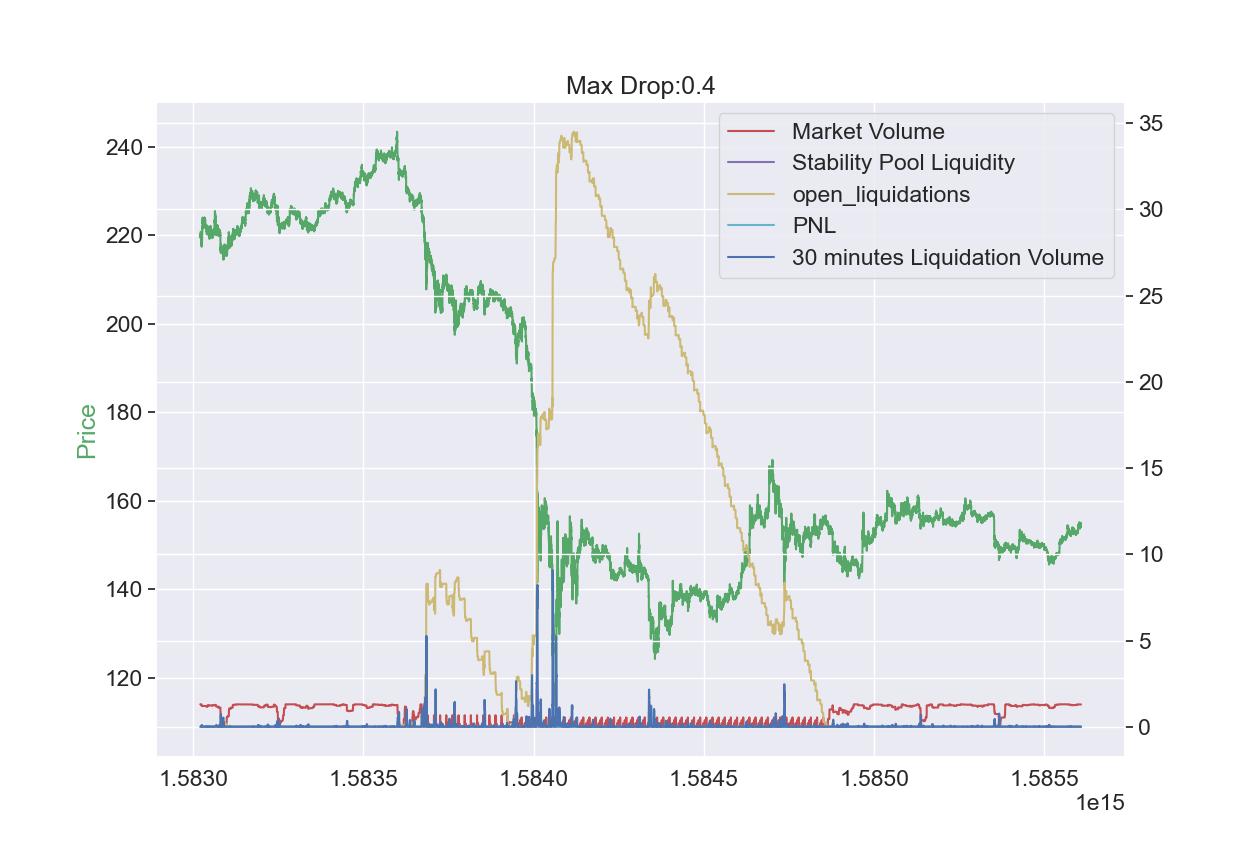 Max Drop:0.4
Market Volume
Stability Pool Liquidity
open_liquidations
PNL
30 minutes Liquidation Volume
Price
240
220
200
180
160
140
120
35
30
25
20
15
10
5
0
1.5830 1.5835 1.5840 1.5845 1.5850 1.5855
1e15